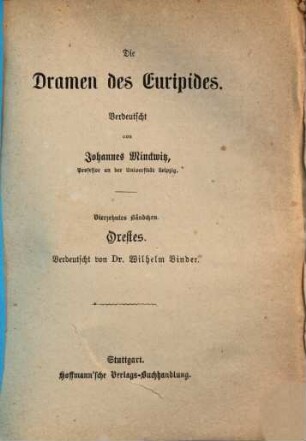 Die
Dramen des Euripides.
Verdeutscht
von
Johannes Minckwitz,
Professor an der Universität Leipzig.
Vierzehntes Bändchen.
Orestes.
Verdeutscht von Dr. Wilhelm Binder.
Stuttgart.
Hoffmann'sche Verlags-Buchhandlung.